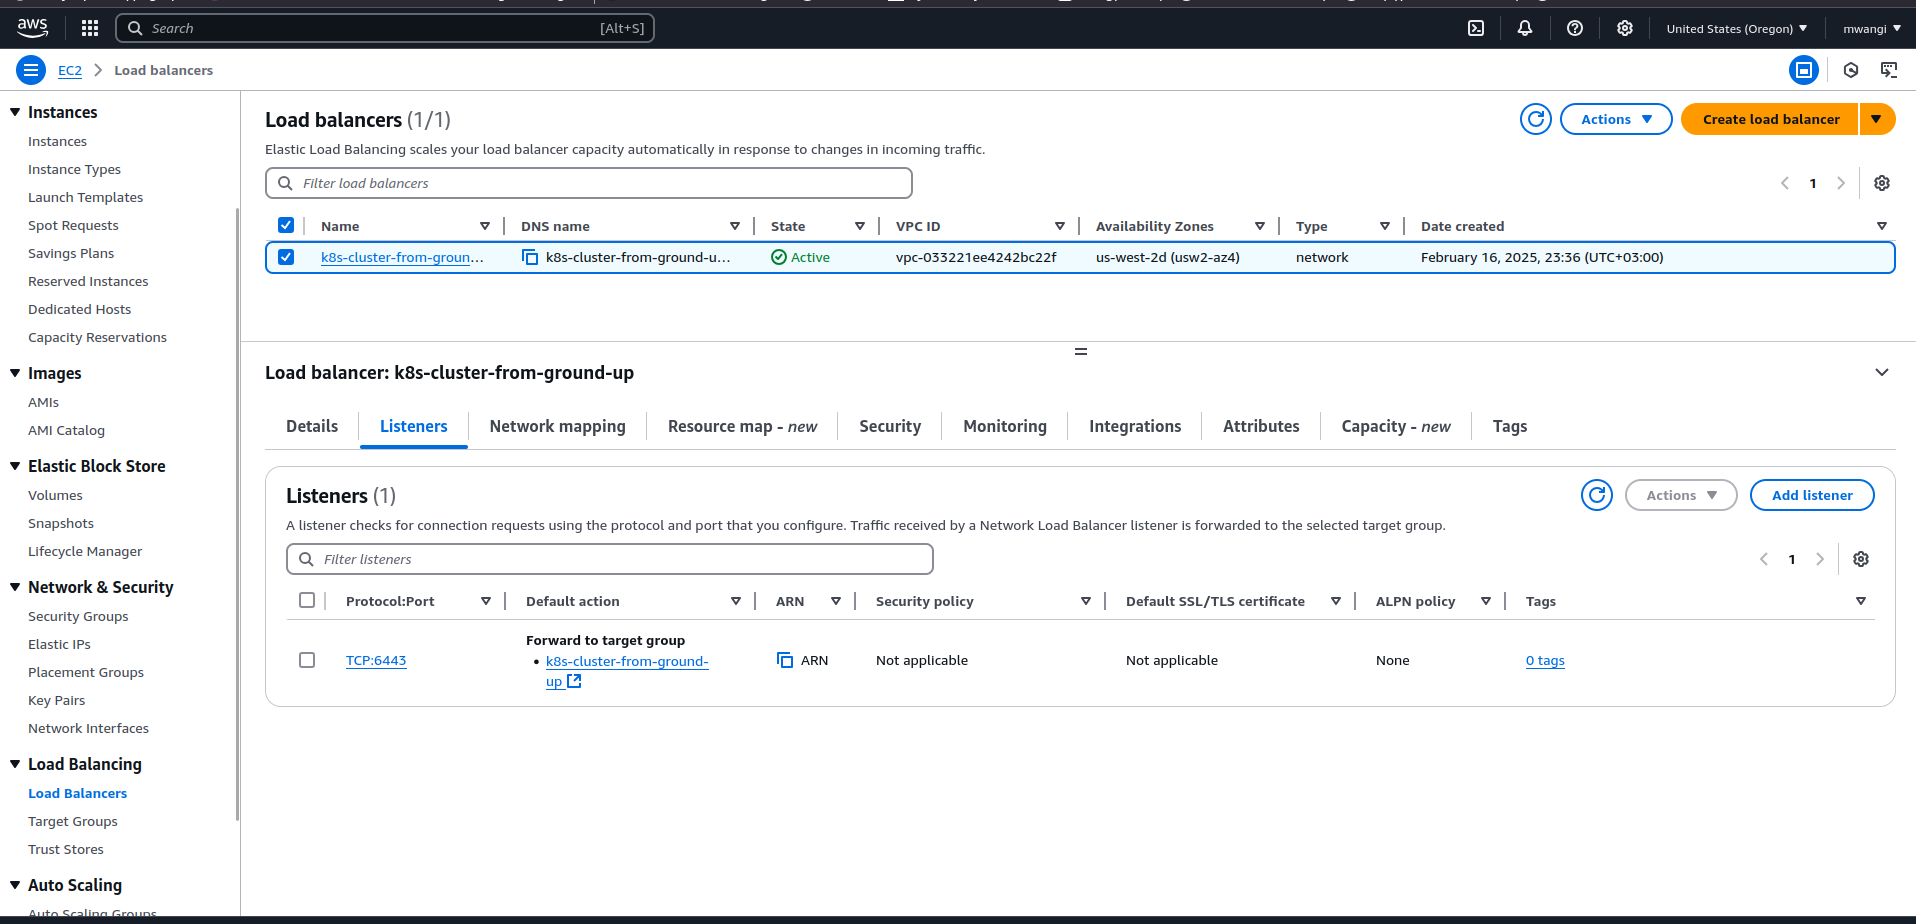 aws
Search [Alt+S]
United States (Oregon)
mwangi
EC2 Load balancers
Instances
Instances
Instance Types
Launch Templates
Spot Requests
Savings Plans
Reserved Instances
Dedicated Hosts
Capacity Reservations
Images
AMIs
AMI Catalog
Elastic Block Store
Volumes
Snapshots
Lifecycle Manager
Network & Security
Security Groups
Elastic IPs
Placement Groups
Key Pairs
Network Interfaces
Load Balancing
Load Balancers
Target Groups
Trust Stores
Auto Scaling
Auto Scaling Groups
Load balancers (1/1)
Actions
Create load balancer
Elastic Load Balancing scales your load balancer capacity automatically in response to changes in incoming traffic.
Filter load balancers
1
Name DNS name State VPC ID Availability Zones Type Date created
k8s-cluster-from-groun... k8s-cluster-from-ground-u... Active vpc-033221ee4242bc22f us-west-2d (usw2-az4) network February 16, 2025, 23:36 (UTC+03:00)
Load balancer: k8s-cluster-from-ground-up
Details Listeners Network mapping Resource map - new Security Monitoring Integrations Attributes Capacity - new Tags
Listeners (1)
Actions
Add listener
A listener checks for connection requests using the protocol and port that you configure. Traffic received by a Network Load Balancer listener is forwarded to the selected target group.
Filter listeners
1
Protocol:Port Default action ARN Security policy Default SSL/TLS certificate ALPN policy Tags
Forward to target group
TCP:6443 • k8s-cluster-from-ground- ARN Not applicable Not applicable None 0 tags
up